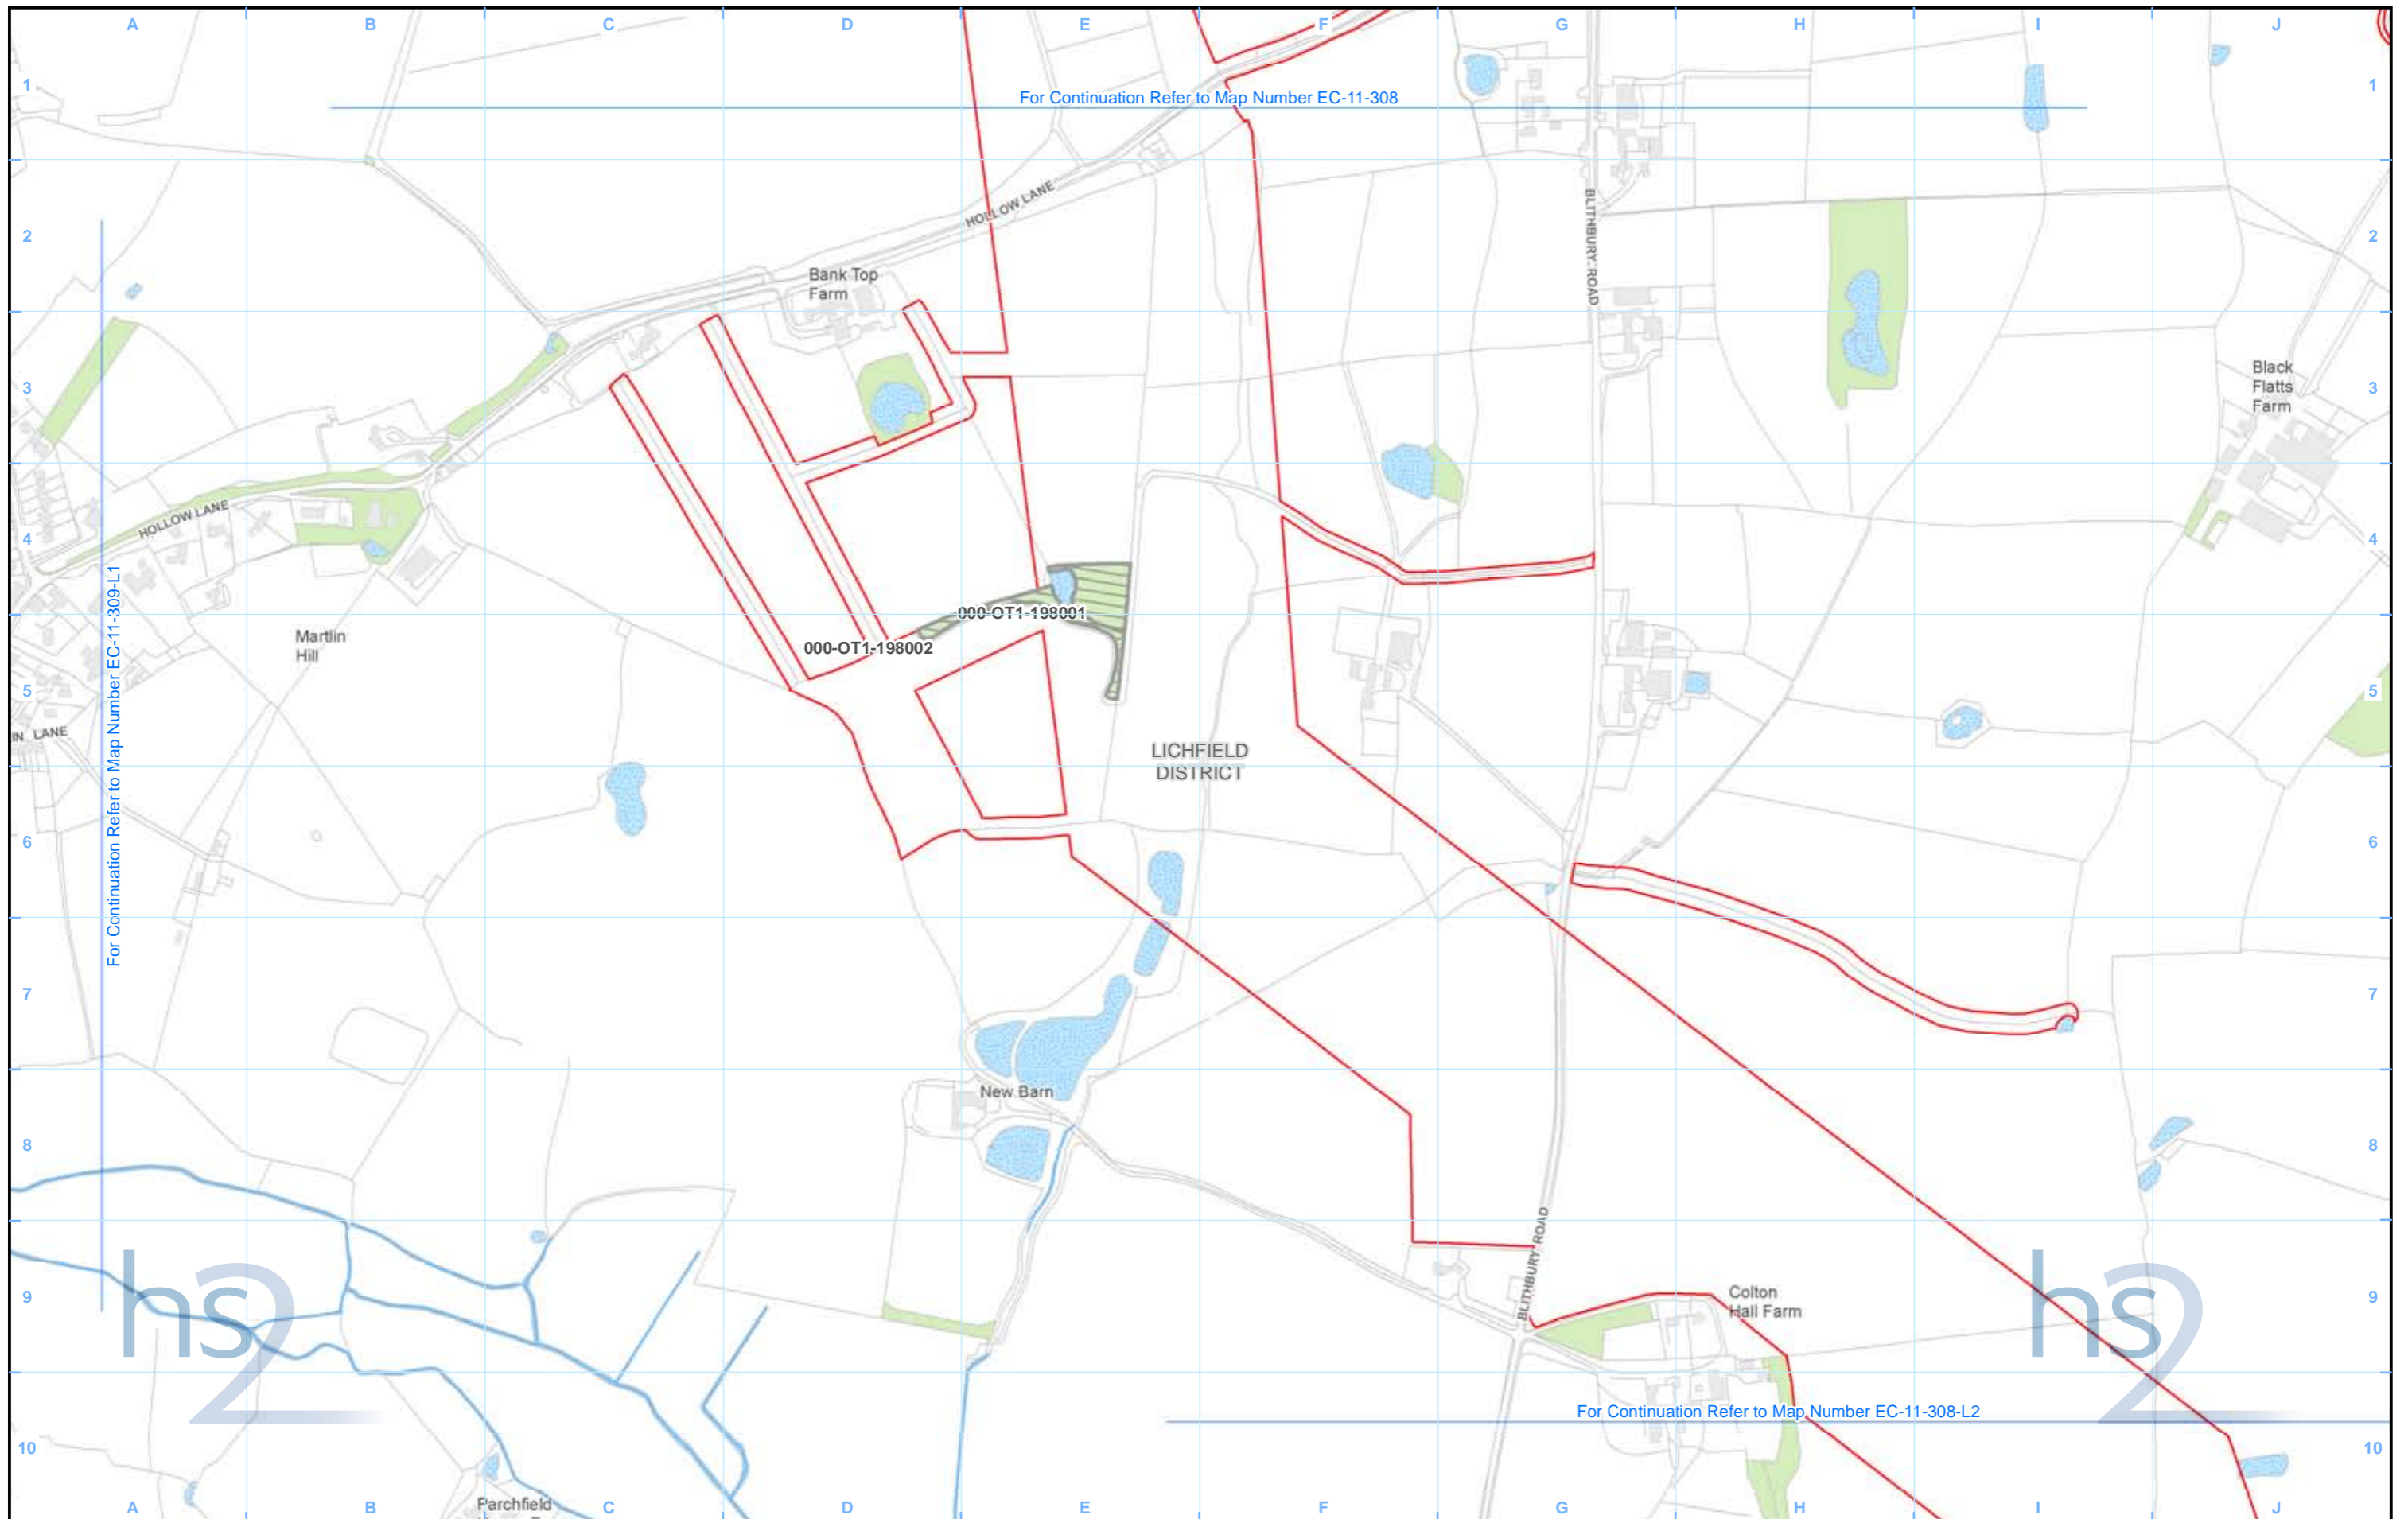 A B C D E F G H I J
1 1
For Continuation Refer to Map Number EC-11-308
HOLLOW LANE
BLITHBURY ROAD
2 2
Bank Top
Farm
3 3
Black
Flatts
Farm
HOLLOW LANE
4 4
For Continuation Refer to Map Number EC-11-309-L1
000-OT1-198001
Martlin
Hill
000-OT1-198002
5 5
IN LANE
LICHFIELD
DISTRICT
6 6
7 7
New Barn
8 8
BLITHBURY ROAD
hs2
hs2
9 9
Colton
Hall Farm
For Continuation Refer to Map Number EC-11-308-L2
10 10
Parchfield
A B C D E F G H I J